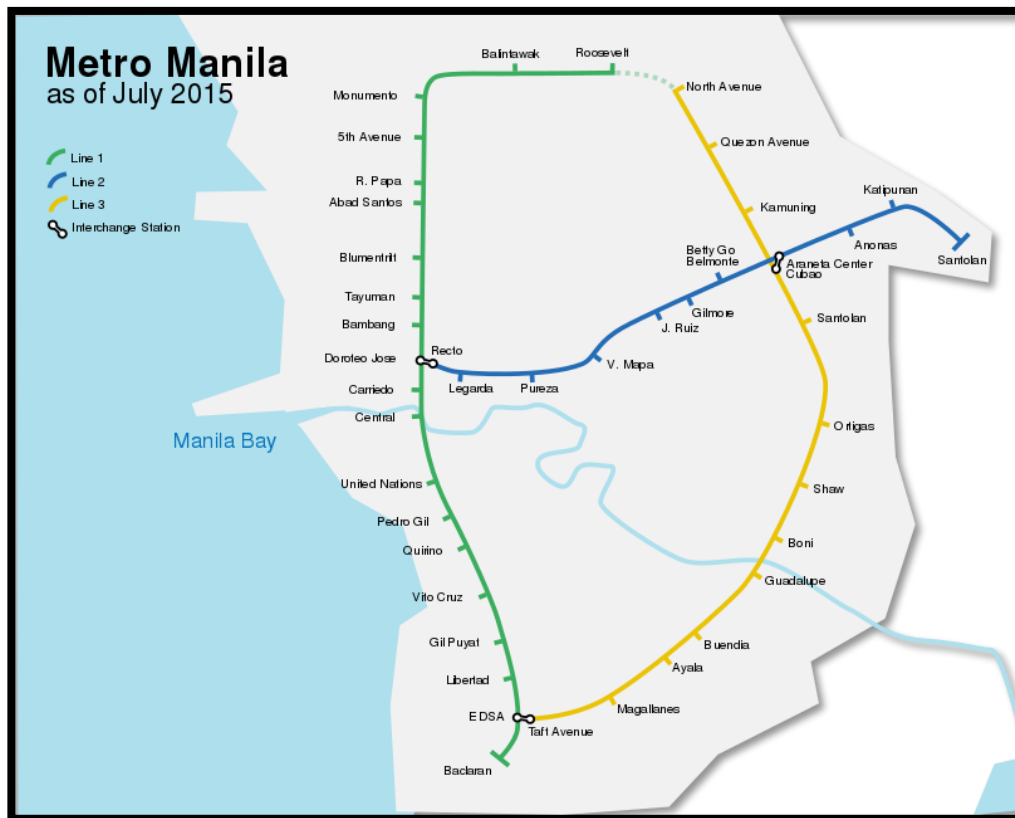 Metro Manila
as of July 2015
Line 1
Line 2
Line 3
Interchange Station
Balintawak
Roosevelt
Monumento
North Avenue
5th Avenue
Quezon Avenue
R. Papa
Abad Santos
Katipunan
Kamuning
Anonas
Blumentritt
Betty Go
Belmonte
Araneta Center
Cubao
Santolan
Tayuman
Gilmore
Bambang
J. Ruiz
Santolan
Doroteo Jose
Recto
V. Mapa
Carriedo
Legarda
Pureza
Central
Ortigas
Manila Bay
United Nations
Shaw
Pedro Gil
Quirino
Boni
Guadalupe
Vito Cruz
Gil Puyat
Buendia
Ayala
Libertad
Magallanes
EDSA
Taft Avenue
Baclaran